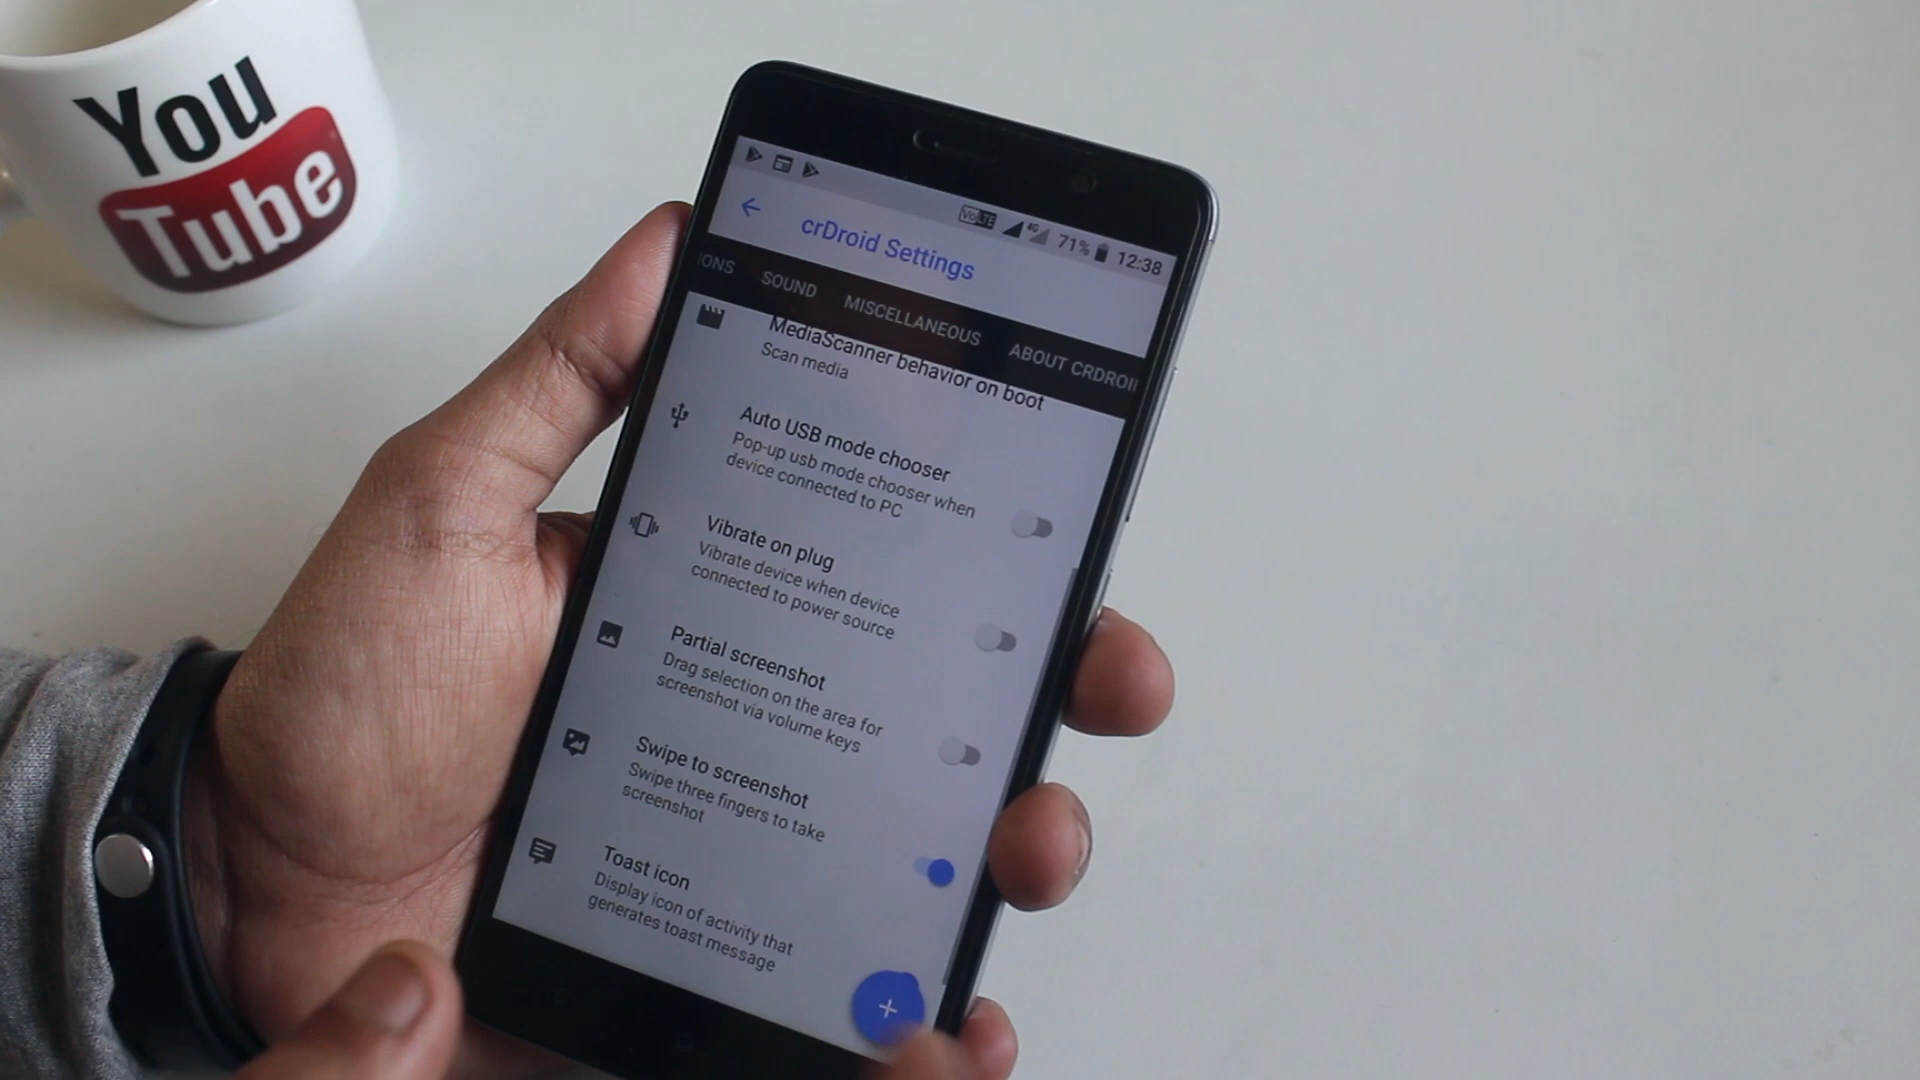 You
Tube
VoLTE 4G 71% 12:38
crDroid Settings
IONS SOUND MISCELLANEOUS ABOUT CRDROI
MediaScanner behavior on boot
Scan media
Auto USB mode chooser
Pop-up usb mode chooser when
device connected to PC
Vibrate on plug
Vibrate device when device
connected to power source
Partial screenshot
Drag selection on the area for
screenshot via volume keys
Swipe to screenshot
Swipe three fingers to take
screenshot
Toast icon
Display icon of activity that
generates toast message